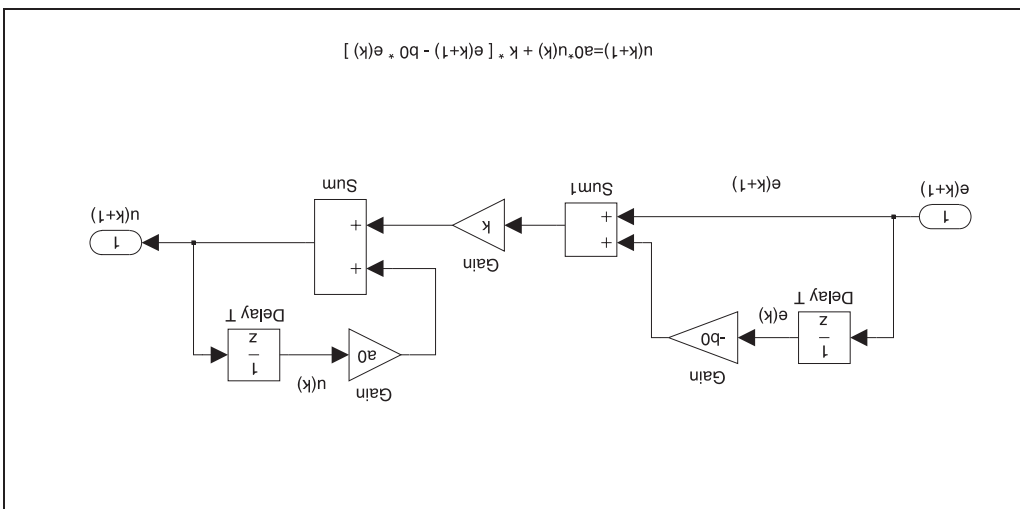 Gain
Gain
u(k)
1
z
e(k)
-b0
a0
1
z
Delay T
Delay T
Gain
+
+
+
+
k
1
1
e(k+1)
e(k+1)
Sum1
Sum
u(k+1)
u(k+1)=a0*u(k) + k * [ e(k+1) - b0 * e(k) ]